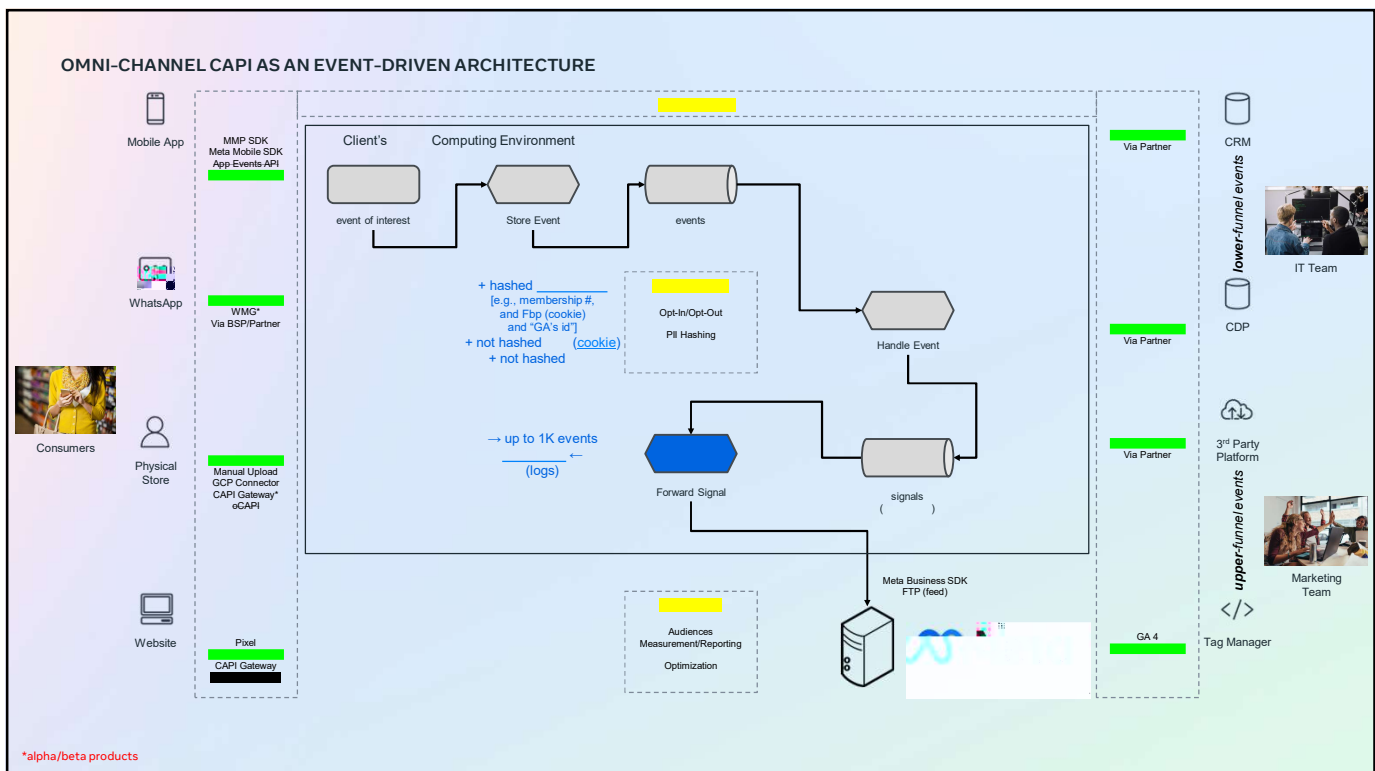 OMNI-CHANNEL CAPI AS AN EVENT-DRIVEN ARCHITECTURE
Mobile App
MMP SDK
Meta Mobile SDK
App Events API
WhatsApp
WMG*
Via BSP/Partner
Consumers
Physical
Store
Manual Upload
GCP Connector
CAPI Gateway*
oCAPI
Website
Pixel
CAPI Gateway
Client's Computing Environment
event of interest
Store Event
events
+ hashed __________
[e.g., membership #,
and Fbp (cookie)
and “GA's id”]
+ not hashed (cookie)
+ not hashed
Opt-In/Opt-Out
PII Hashing
Handle Event
→ up to 1K events
_________ ←
(logs)
Forward Signal
signals
( )
Meta Business SDK
FTP (feed)
Audiences
Measurement/Reporting
Optimization
Via Partner
CRM
lower-funnel events
IT Team
CDP
Via Partner
3rd Party
Platform
Via Partner
upper-funnel events
Marketing
Team
GA 4
Tag Manager
*alpha/beta products